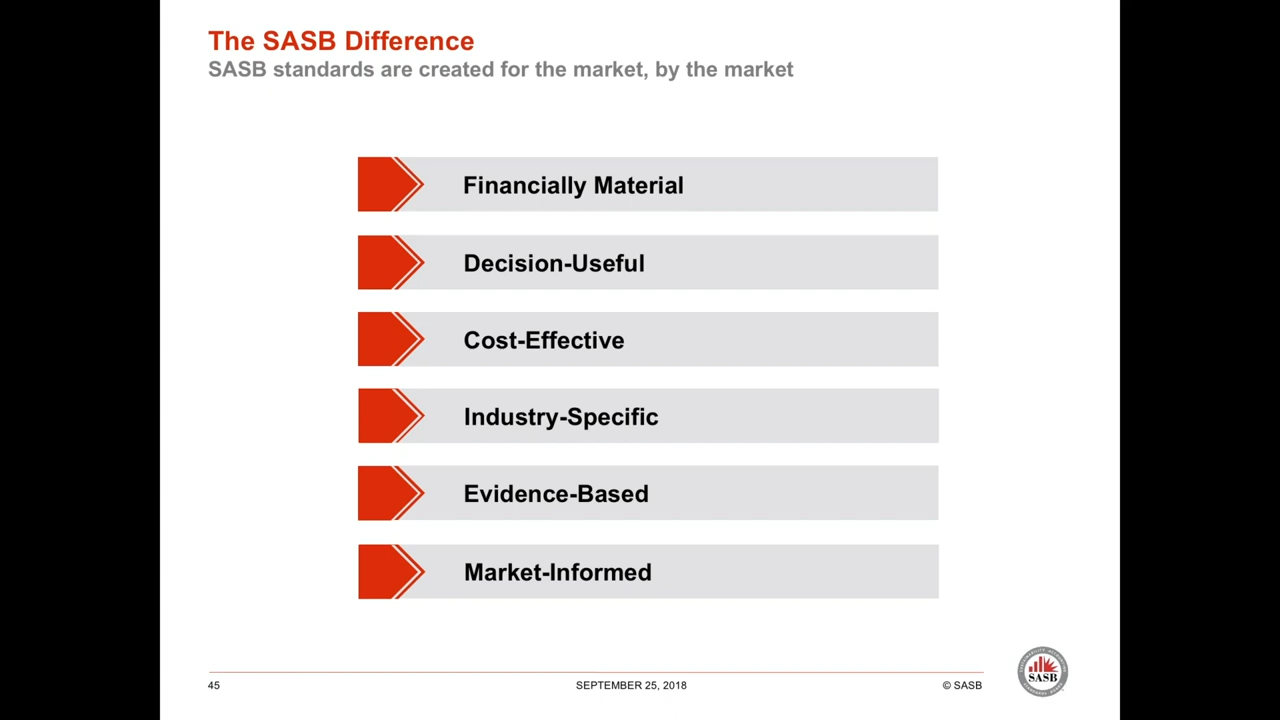 The SASB Difference
SASB standards are created for the market, by the market
Financially Material
Decision-Useful
Cost-Effective
Industry-Specific
Evidence-Based
Market-Informed
45
SEPTEMBER 25, 2018
© SASB
SASB